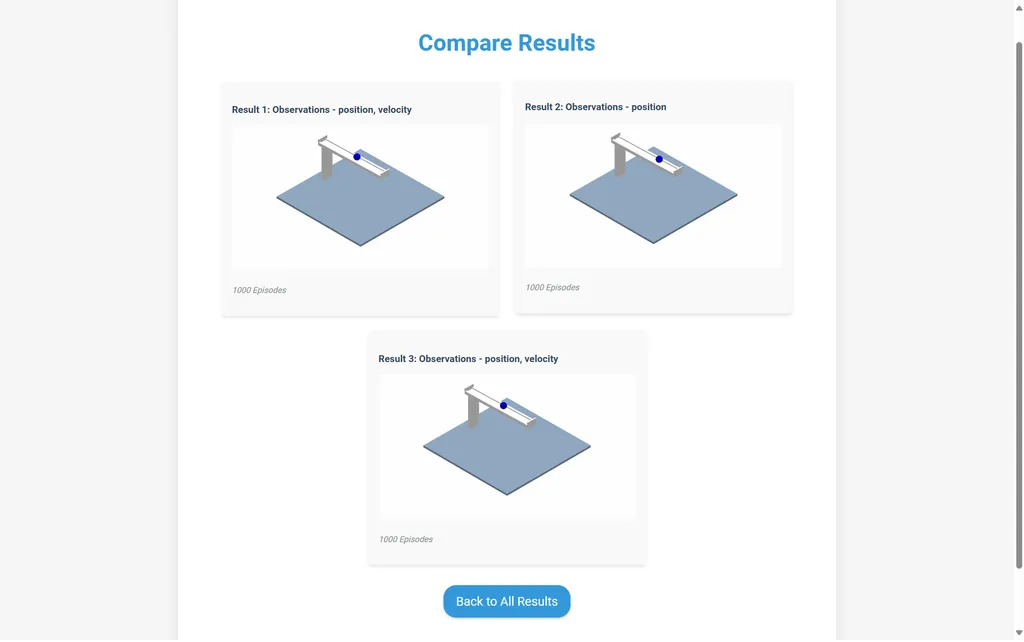 Compare Results
Result 1: Observations - position, velocity
1000 Episodes
Result 2: Observations - position
1000 Episodes
Result 3: Observations - position, velocity
1000 Episodes
Back to All Results